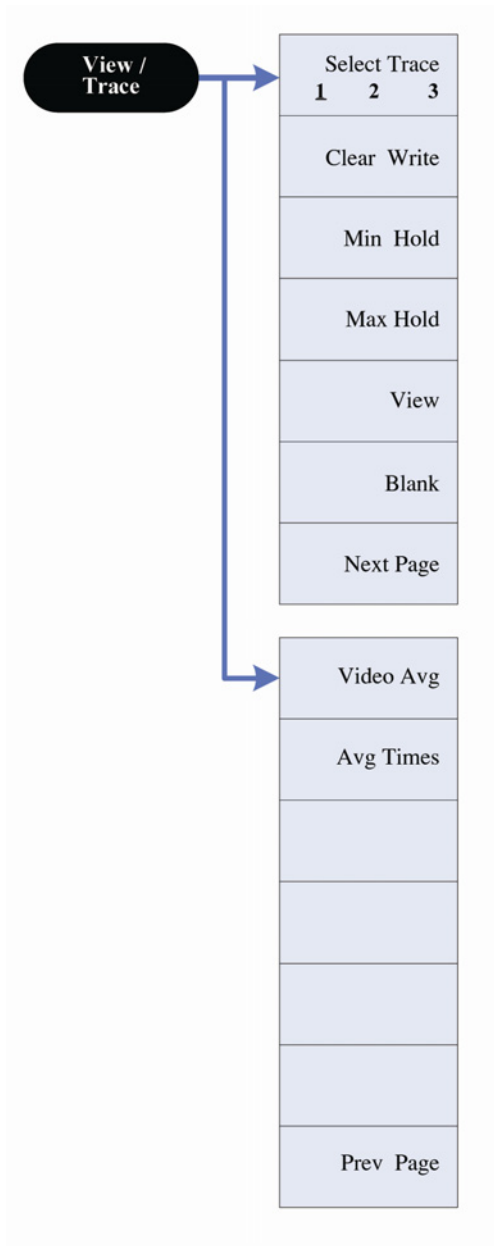 View /
Trace
Select Trace
1 2 3
Clear Write
Min Hold
Max Hold
View
Blank
Next Page
Video Avg
Avg Times
Prev Page